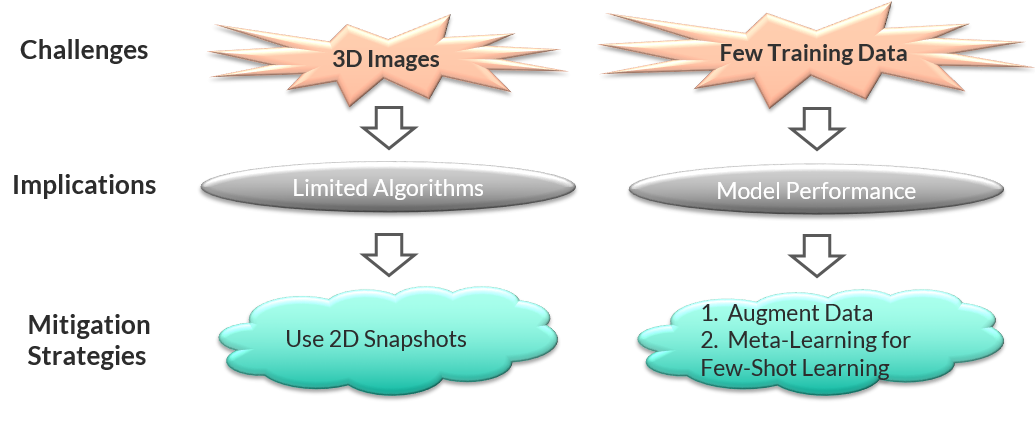 Challenges
3D Images
Few Training Data
Implications
Limited Algorithms
Model Performance
Mitigation
Strategies
Use 2D Snapshots
1. Augment Data
2. Meta-Learning for
Few-Shot Learning